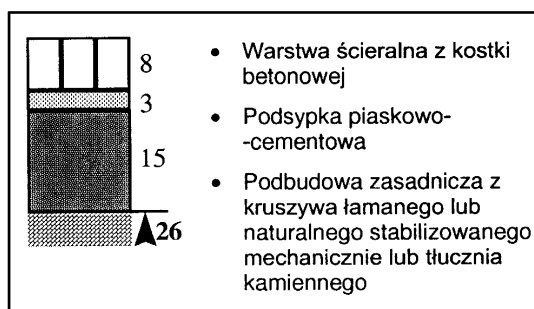 8
3
15
26
• Warstwa ścieralna z kostki
betonowej
• Podsypka piaskowo-
-cementowa
• Podbudowa zasadnicza z
kruszywa łamanego lub
naturalnego stabilizowanego
mechanicznie lub tłucznia
kamiennego